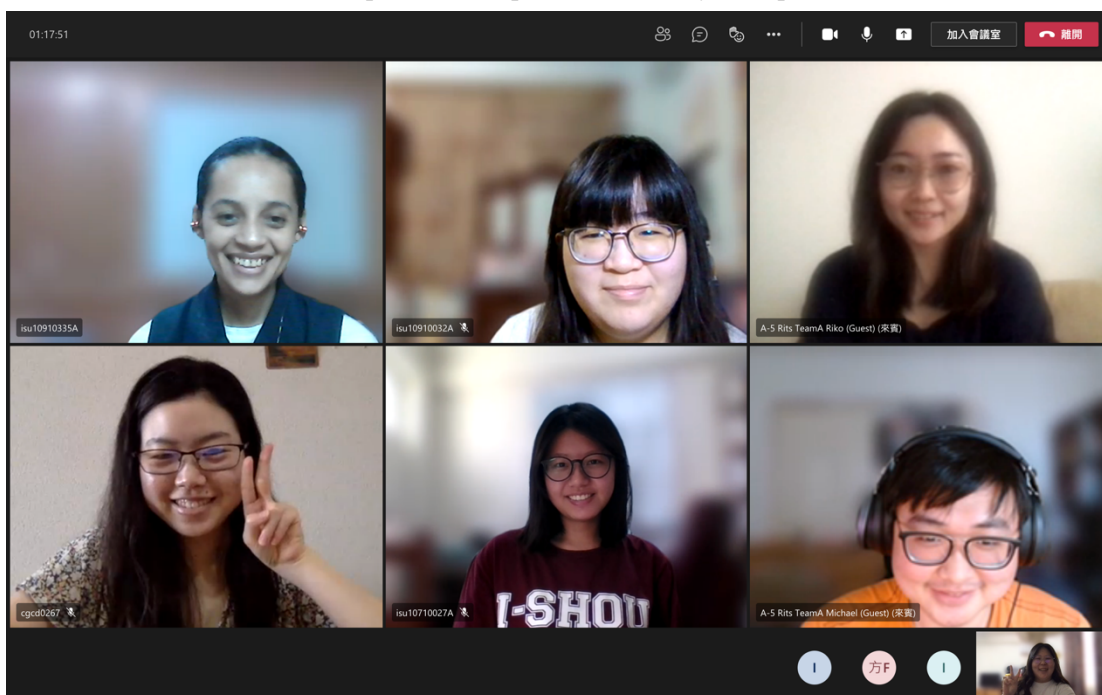 01:17:51
加入會議室
離開
isu10910335A
isu10910032A
A-5 Rits TeamA Riko (Guest) (來賓)
cgcd0267
isu10710027A
I-SHOU
A-5 Rits TeamA Michael (Guest) (來賓)
I
方F
I